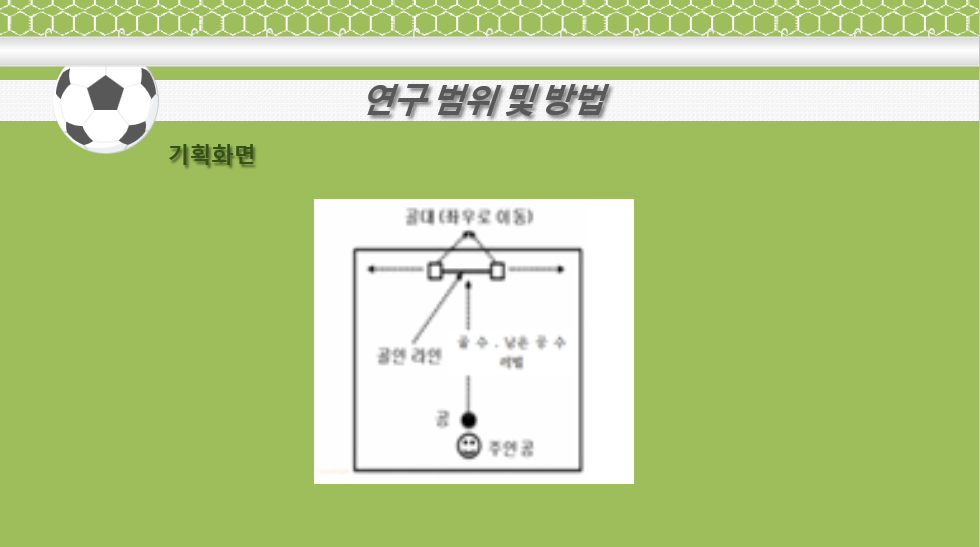 연구 범위 및 방법
기획화면
골대 (좌우로 이동)
골 수 . 남은 공 수
골인 라인
레벨
공
주인공